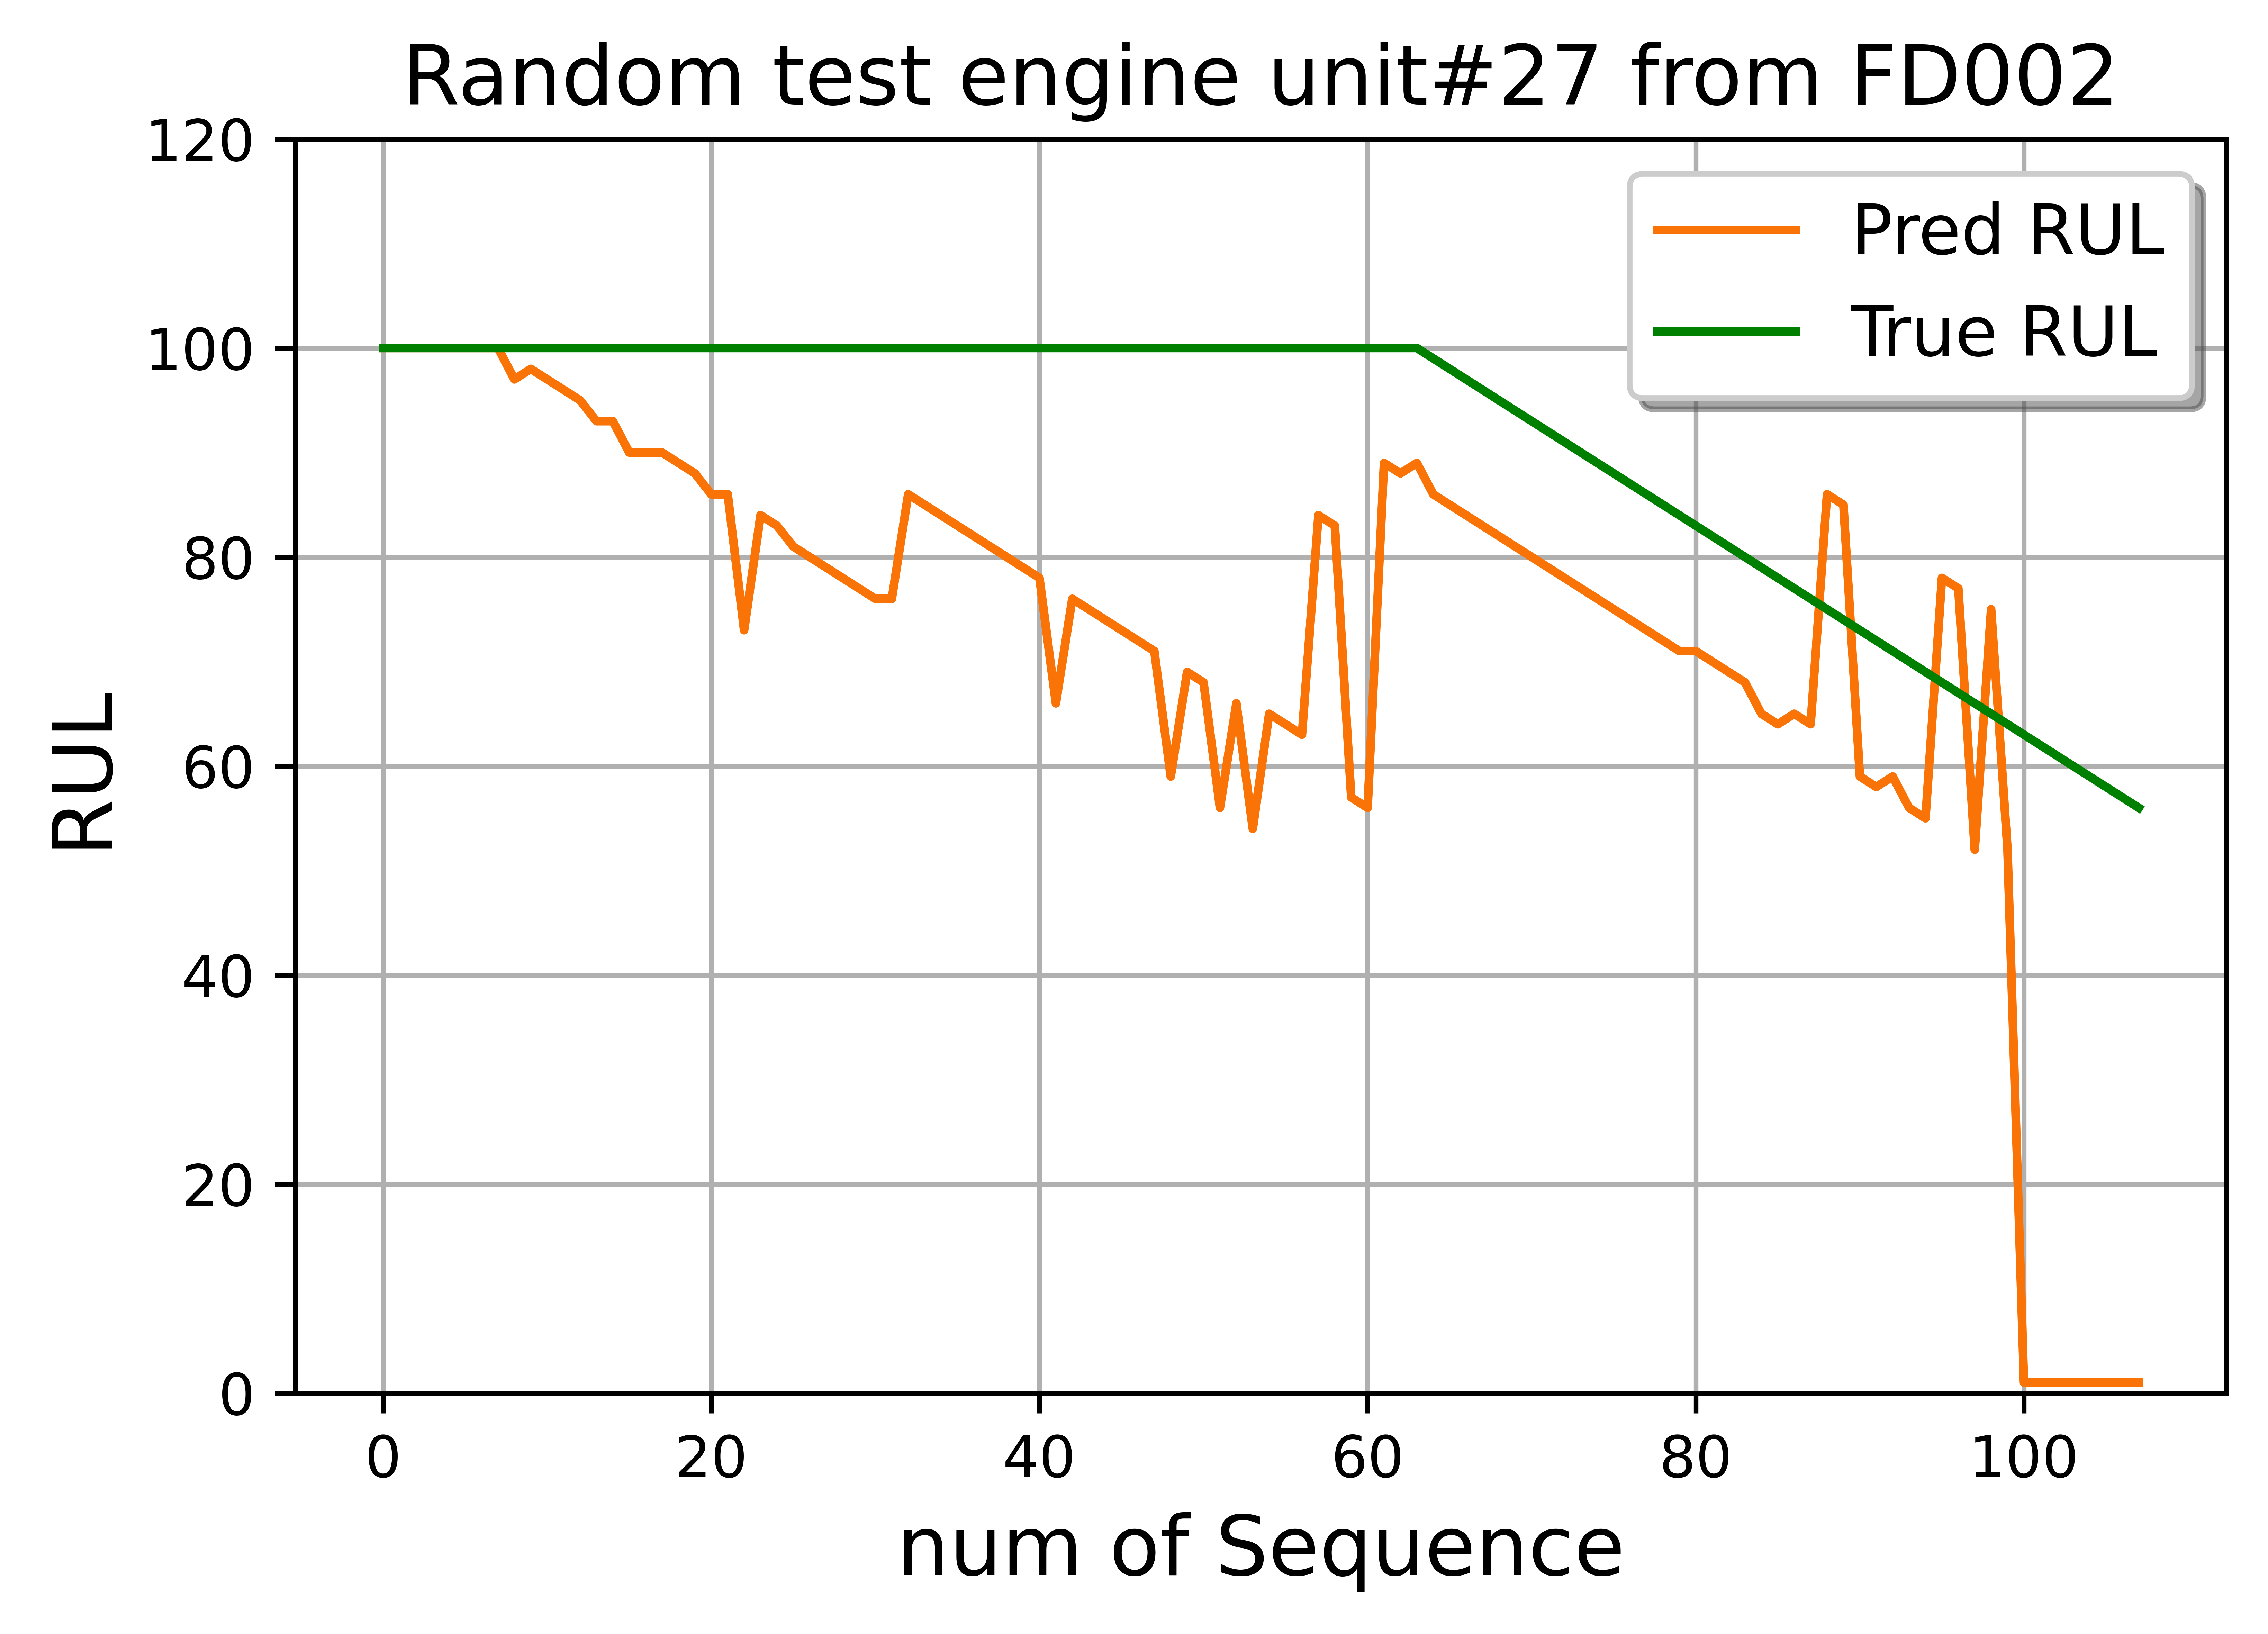 Random test engine unit#27 from FD002
120
100
80
60
40
20
0
RUL
Pred RUL
True RUL
0 20 40 60 80 100
num of Sequence